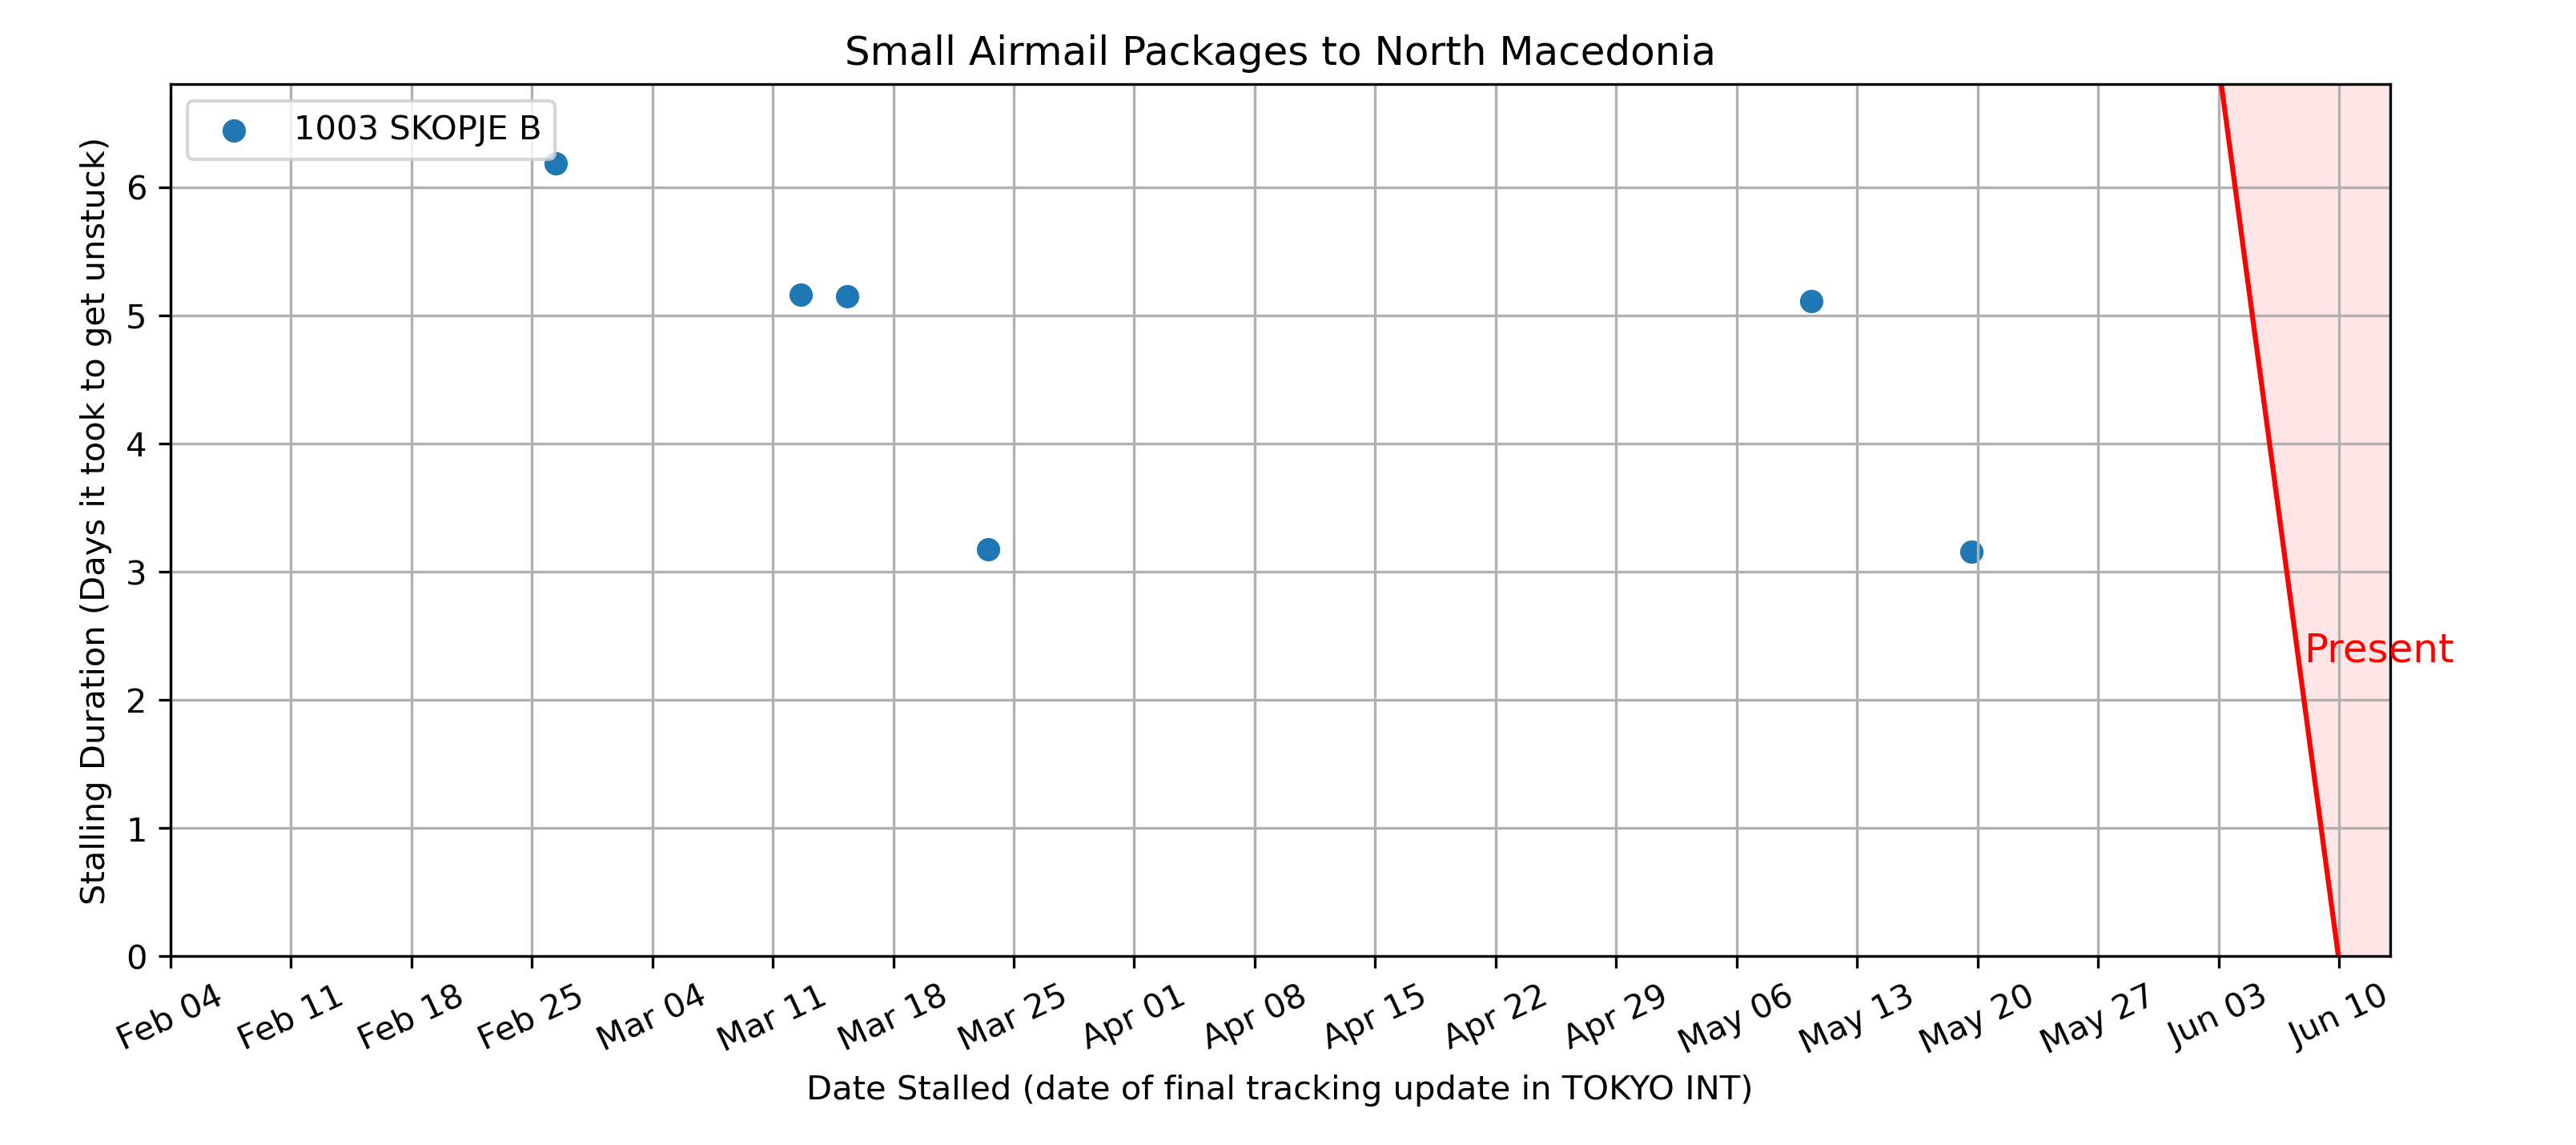 Small Airmail Packages to North Macedonia
1003 SKOPJE B
Stalling Duration (Days it took to get unstuck)
6
5
4
3
2
1
0
Present
Feb 04
Feb 11
Feb 18
Feb 25
Mar 04
Mar 11
Mar 18
Mar 25
Apr 01
Apr 08
Apr 15
Apr 22
Apr 29
May 06
May 13
May 20
May 27
Jun 03
Jun 10
Date Stalled (date of final tracking update in TOKYO INT)